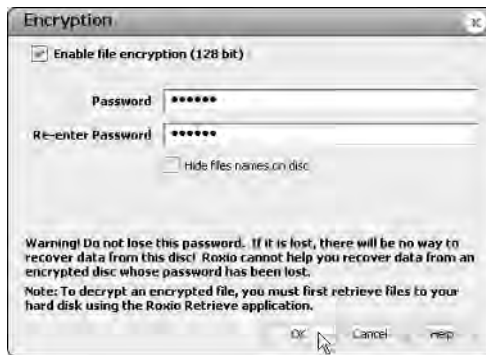 Encryption
Enable file encryption (128 bit)
Password ••••••
Re-enter Password ••••••
Hide files names on disc
Warning! Do not lose this password. If it is lost, there will be no way to
recover data from this disc! Roxio cannot help you recover data from an
encrypted disc whose password has been lost.
Note: To decrypt an encrypted file, you must first retrieve files to your
hard disk using the Roxio Retrieve application.
OK Cancel Help